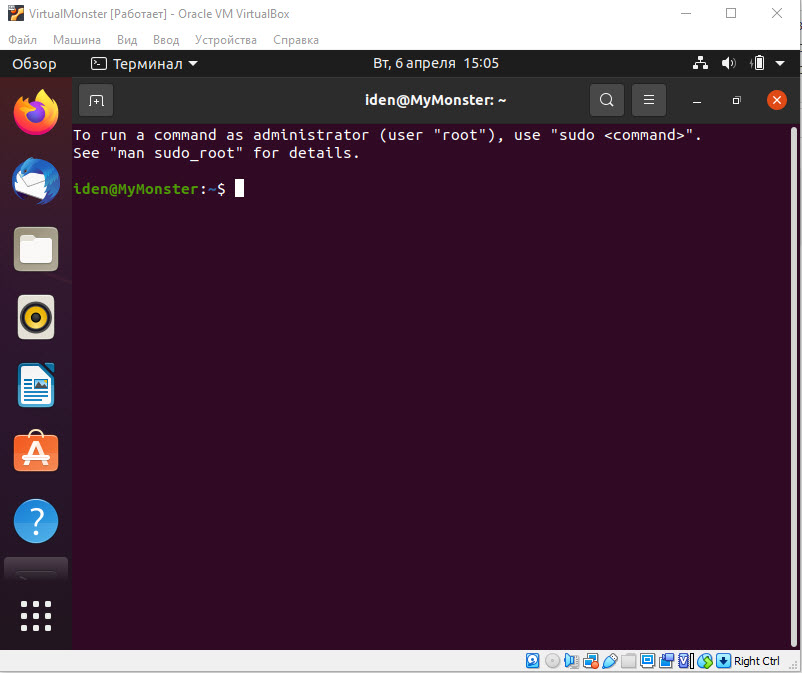 VirtualMonster [Работает] - Oracle VM VirtualBox
Файл Машина Вид Ввод Устройства Справка
Обзор Терминал Вт, 6 апреля 15:05
iden@MyMonster: ~
To run a command as administrator (user "root"), use "sudo <command>".
See "man sudo_root" for details.
iden@MyMonster:~$
Right Ctrl